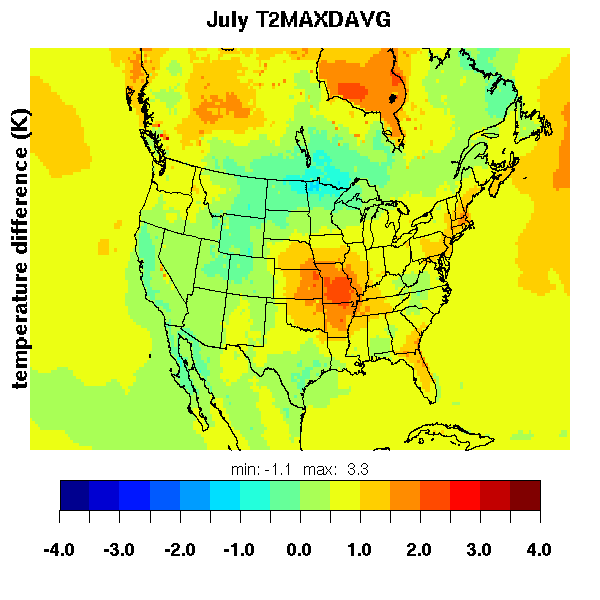 July T2MAXDAVG
temperature difference (K)
min: -1.1 max: 3.3
-4.0 -3.0 -2.0 -1.0 0.0 1.0 2.0 3.0 4.0